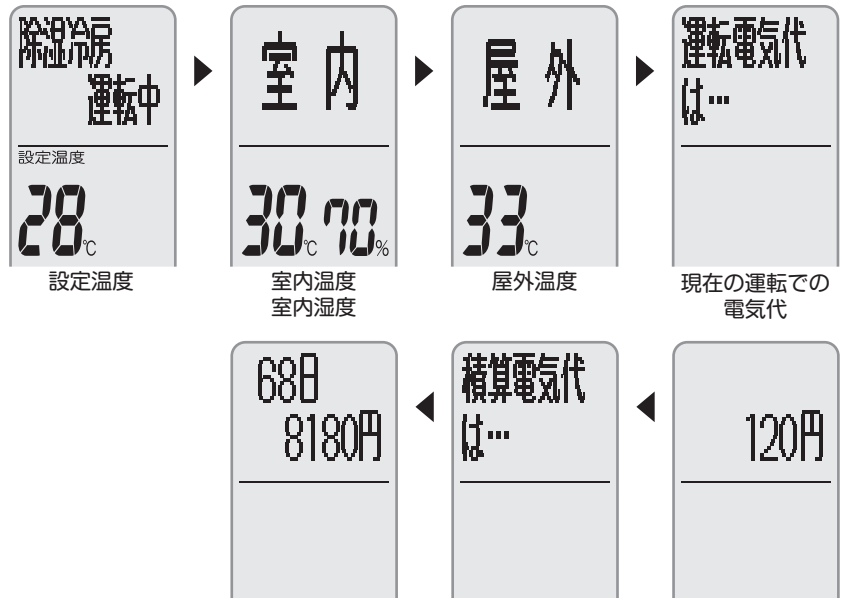 除湿冷房
運転中
設定温度
28℃
設定温度
室内
30℃ 70%
室内温度
室内湿度
屋外
33℃
屋外温度
運転電気代
は…
現在の運転での
電気代
120円
積算電気代
は…
68日
8180円